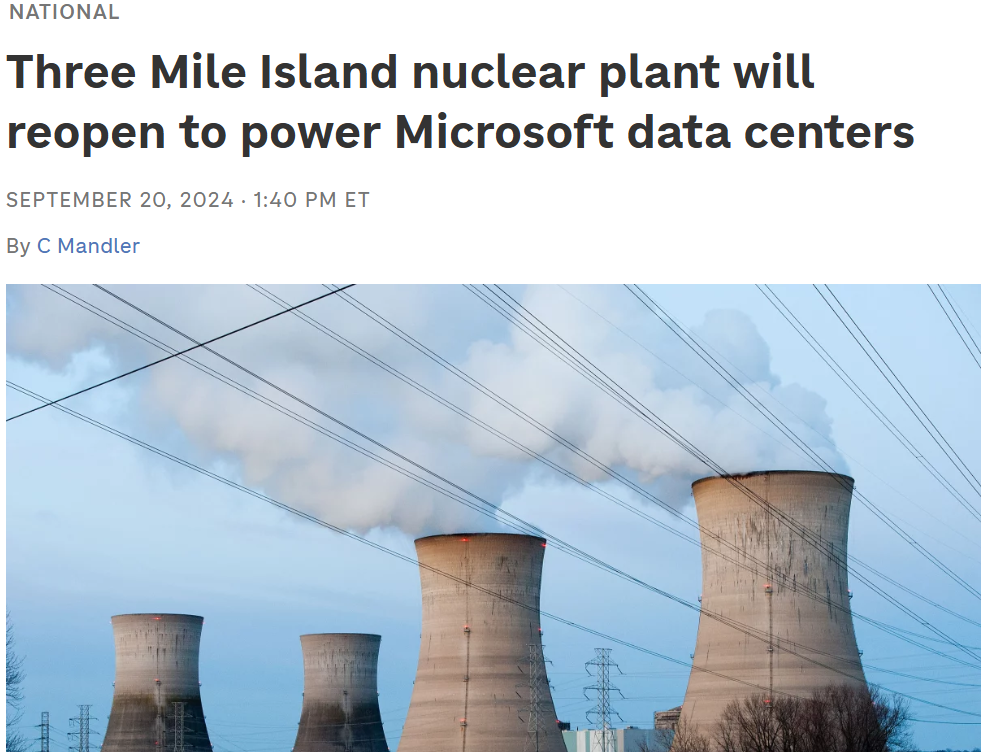 NATIONAL
Three Mile Island nuclear plant will
reopen to power Microsoft data centers
SEPTEMBER 20, 2024 · 1:40 PM ET
By C Mandler